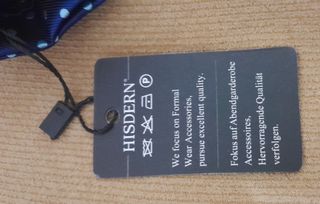 HISDERN®
P
We focus on Formal
Wear Accessories,
pursue excellent quality.
Fokus auf Abendgarderobe
Accessoires,
Hervorragende Qualität
verfolgen.